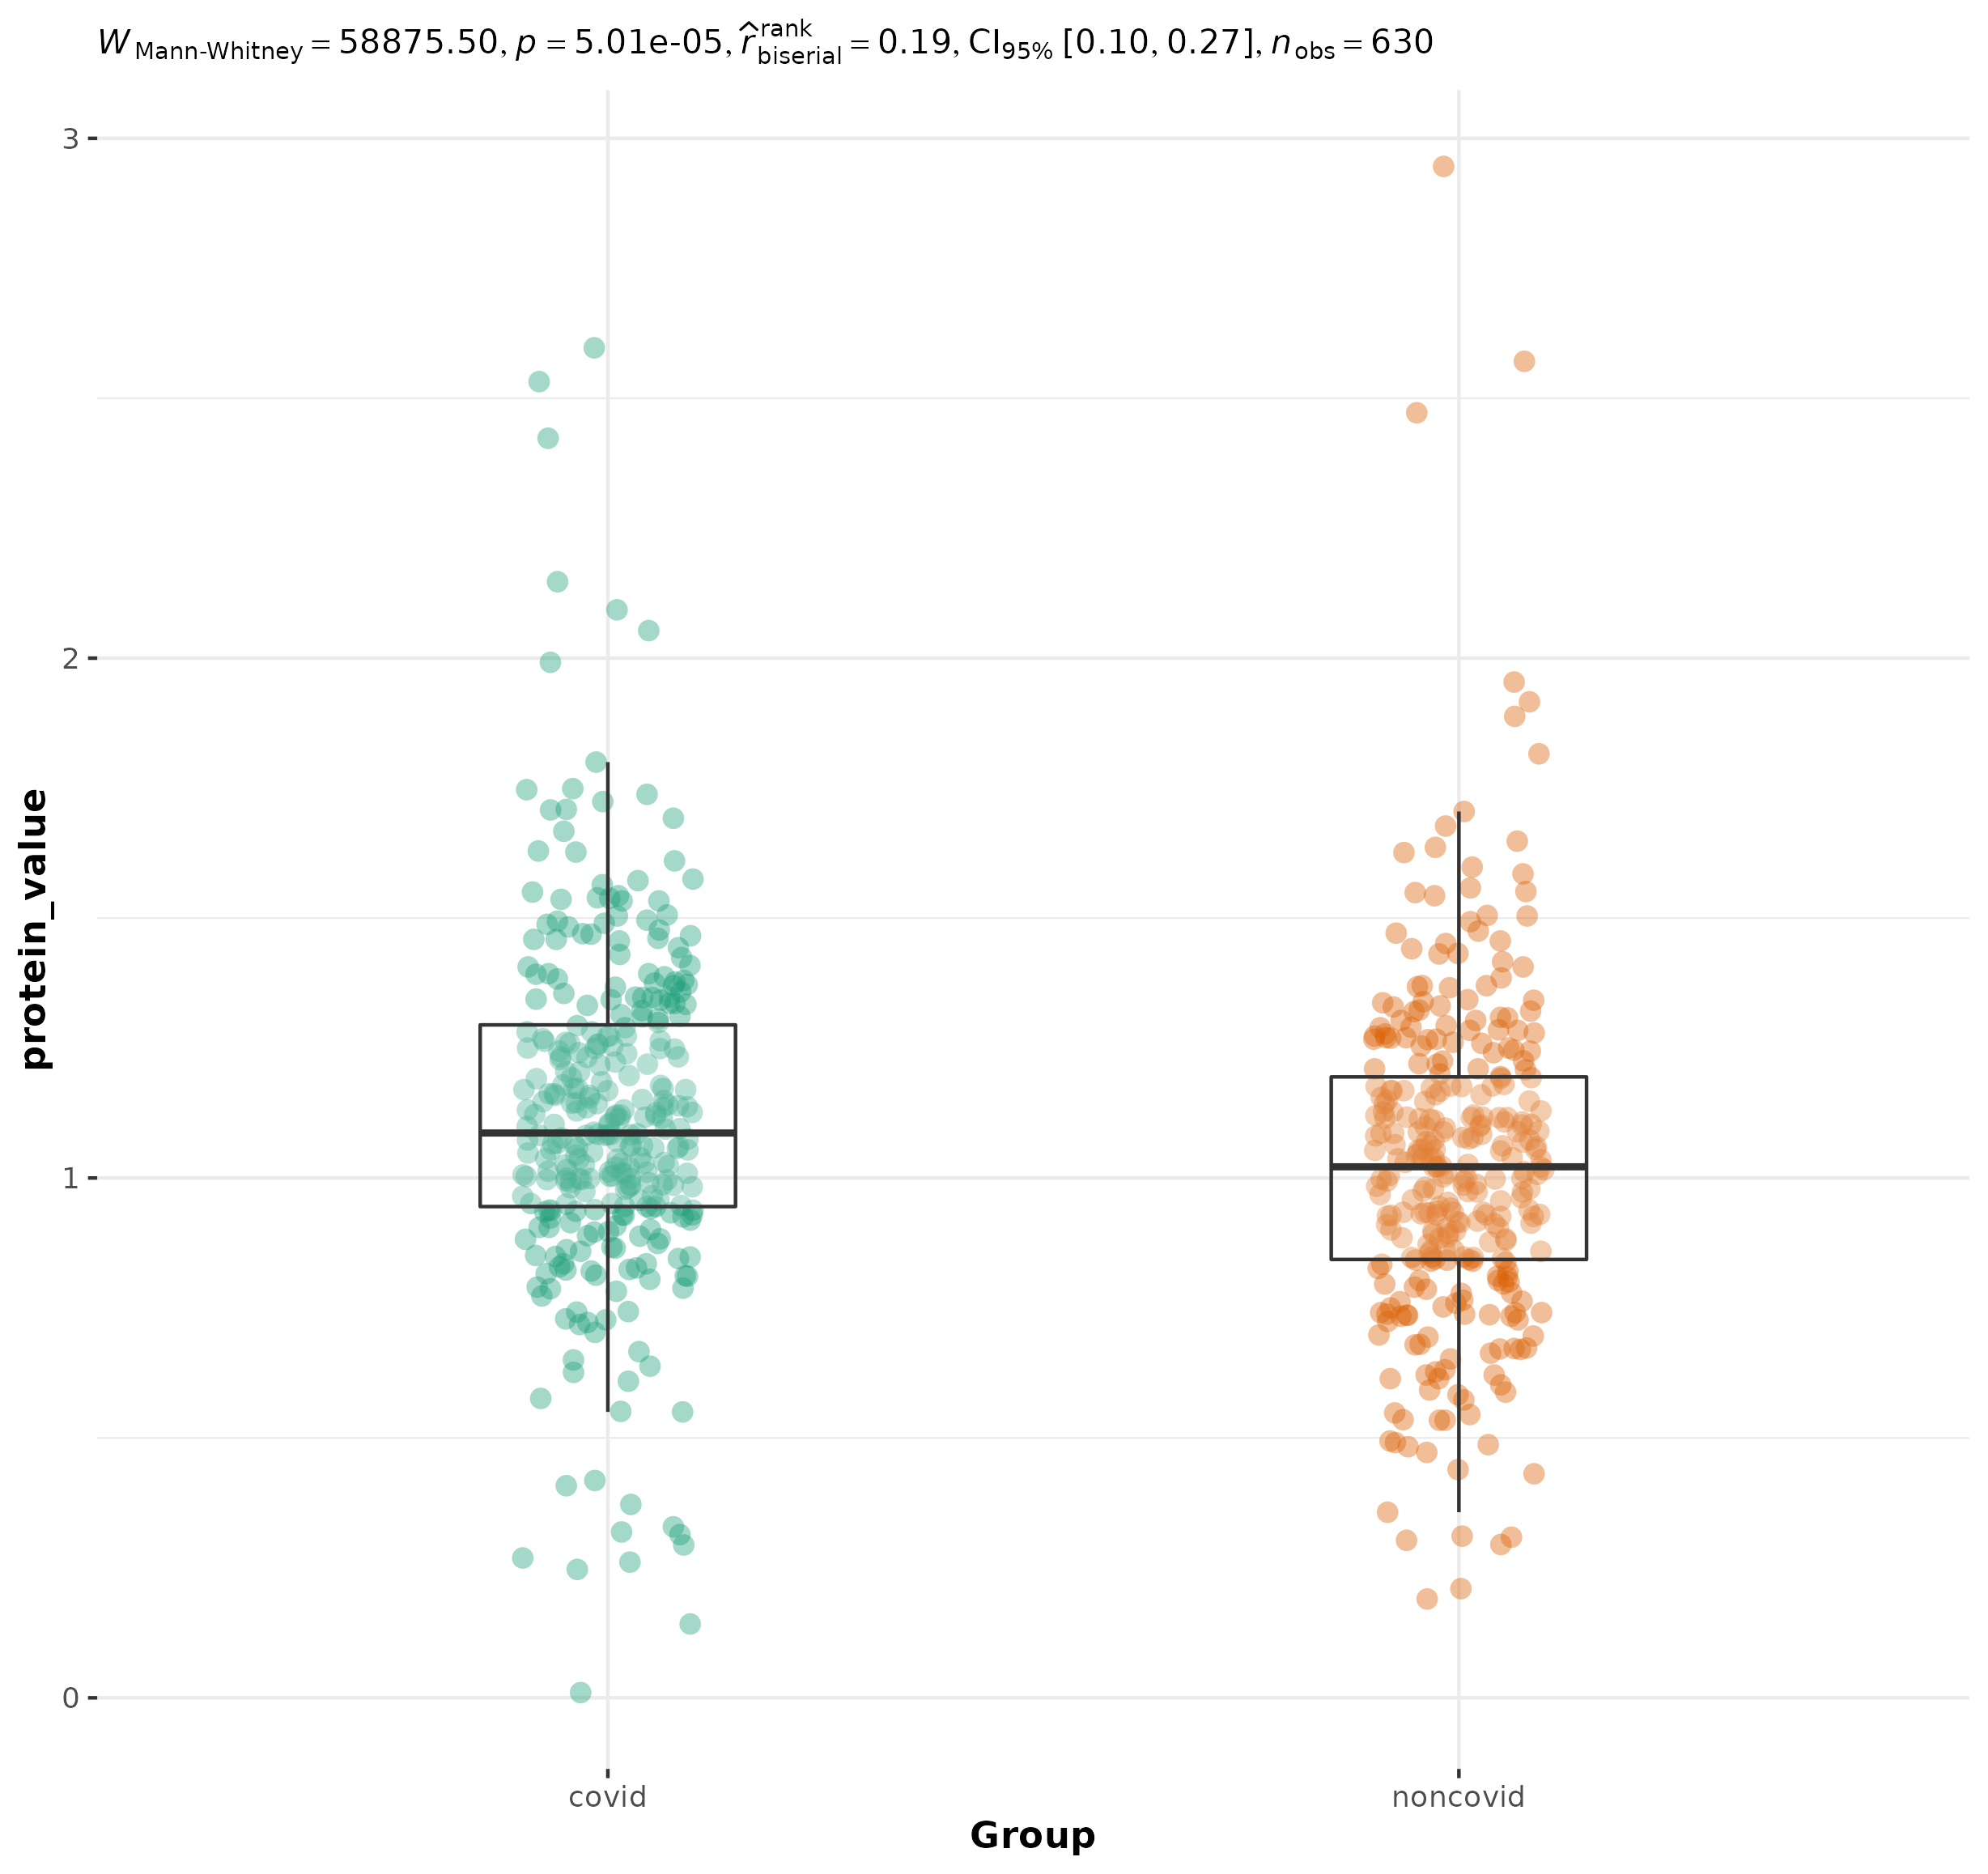 W Mann-Whitney = 58875.50, p = 5.01e-05, r̂ rank biserial = 0.19, CI95% [0.10, 0.27], n obs = 630
3
2
1
0
protein_value
covid noncovid
Group